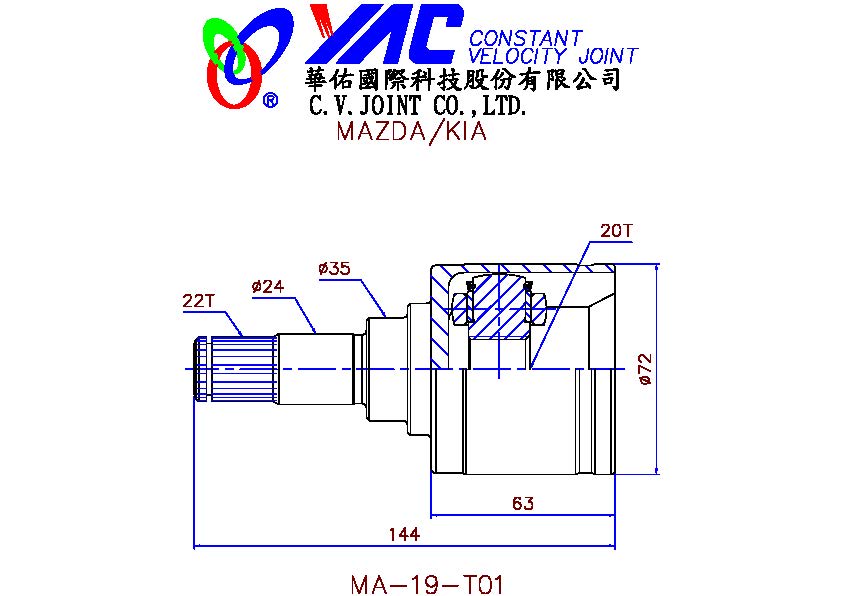 YAC CONSTANT
VELOCITY JOINT
®
華佑國際科技股份有限公司
C.V.JOINT CO.,LTD.
MAZDA/KIA
20T
ø35
ø24
22T
ø72
63
144
MA-19-T01